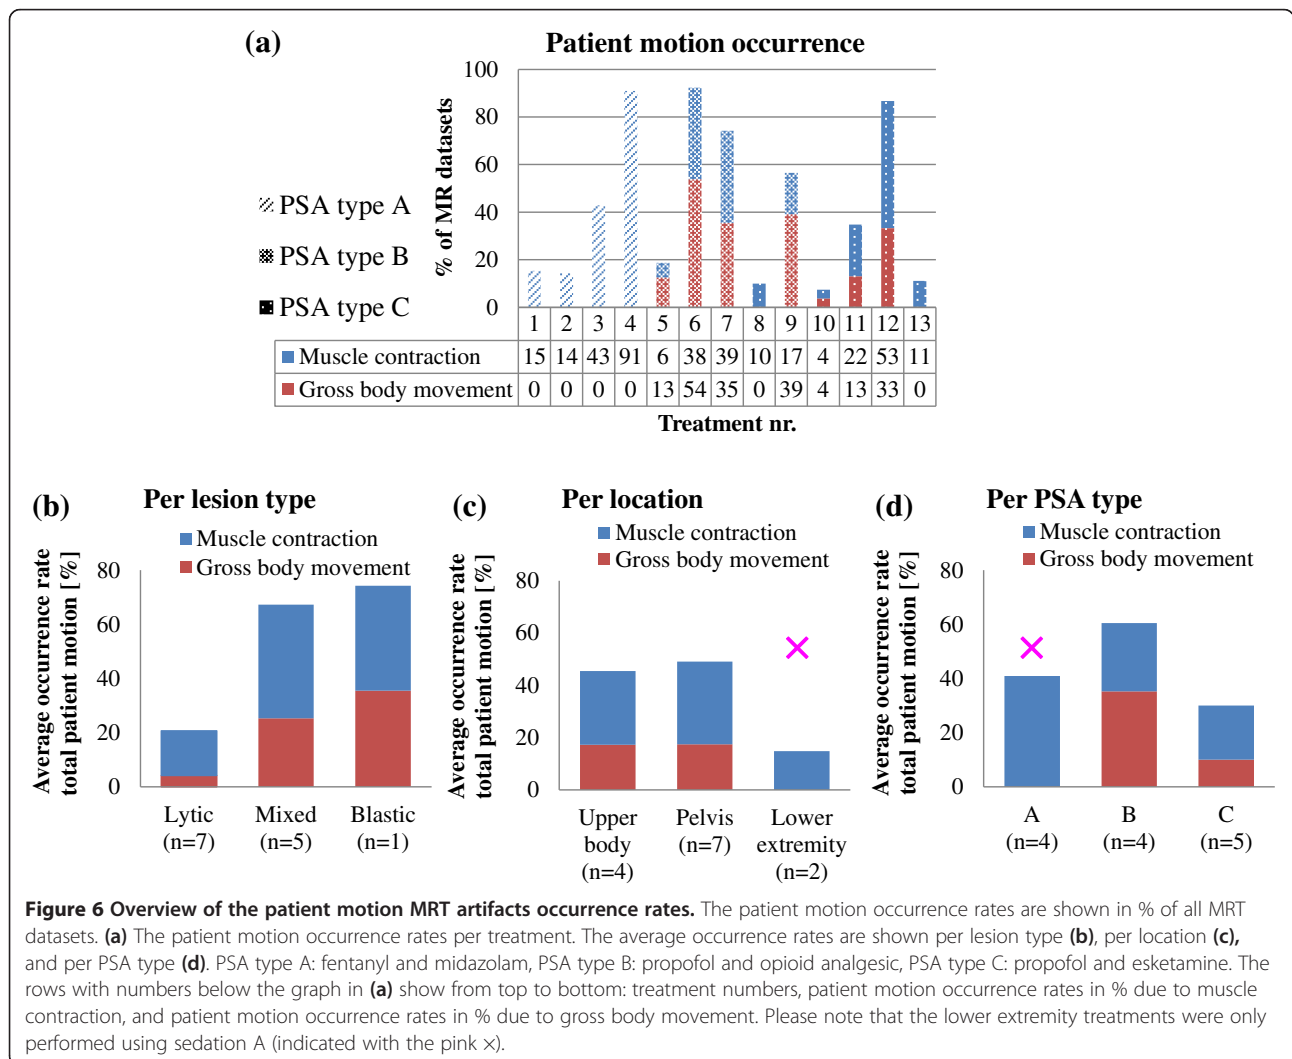 (a) Patient motion occurrence
% of MR datasets
100
80
60
40
20
0
PSA type A
PSA type B
PSA type C
1 2 3 4 5 6 7 8 9 10 11 12 13
Muscle contraction 15 14 43 91 6 38 39 10 17 4 22 53 11
Gross body movement 0 0 0 0 13 54 35 0 39 4 13 33 0
Treatment nr.
(b) Per lesion type
Muscle contraction
Gross body movement
Average occurrence rate
total patient motion [%]
80
60
40
20
0
Lytic Mixed Blastic
(n=7) (n=5) (n=1)
(c) Per location
Muscle contraction
Gross body movement
Average occurrence rate
total patient motion [%]
80
60
40
20
0
Upper Pelvis Lower
body (n=7) extremity
(n=4) (n=2)
(d) Per PSA type
Muscle contraction
Gross body movement
Average occurrence rate
total patient motion [%]
80
60
40
20
0
A B C
(n=4) (n=4) (n=5)
Figure 6 Overview of the patient motion MRT artifacts occurrence rates. The patient motion occurrence rates are shown in % of all MRT
datasets. (a) The patient motion occurrence rates per treatment. The average occurrence rates are shown per lesion type (b), per location (c),
and per PSA type (d). PSA type A: fentanyl and midazolam, PSA type B: propofol and opioid analgesic, PSA type C: propofol and esketamine. The
rows with numbers below the graph in (a) show from top to bottom: treatment numbers, patient motion occurrence rates in % due to muscle
contraction, and patient motion occurrence rates in % due to gross body movement. Please note that the lower extremity treatments were only
performed using sedation A (indicated with the pink ×).